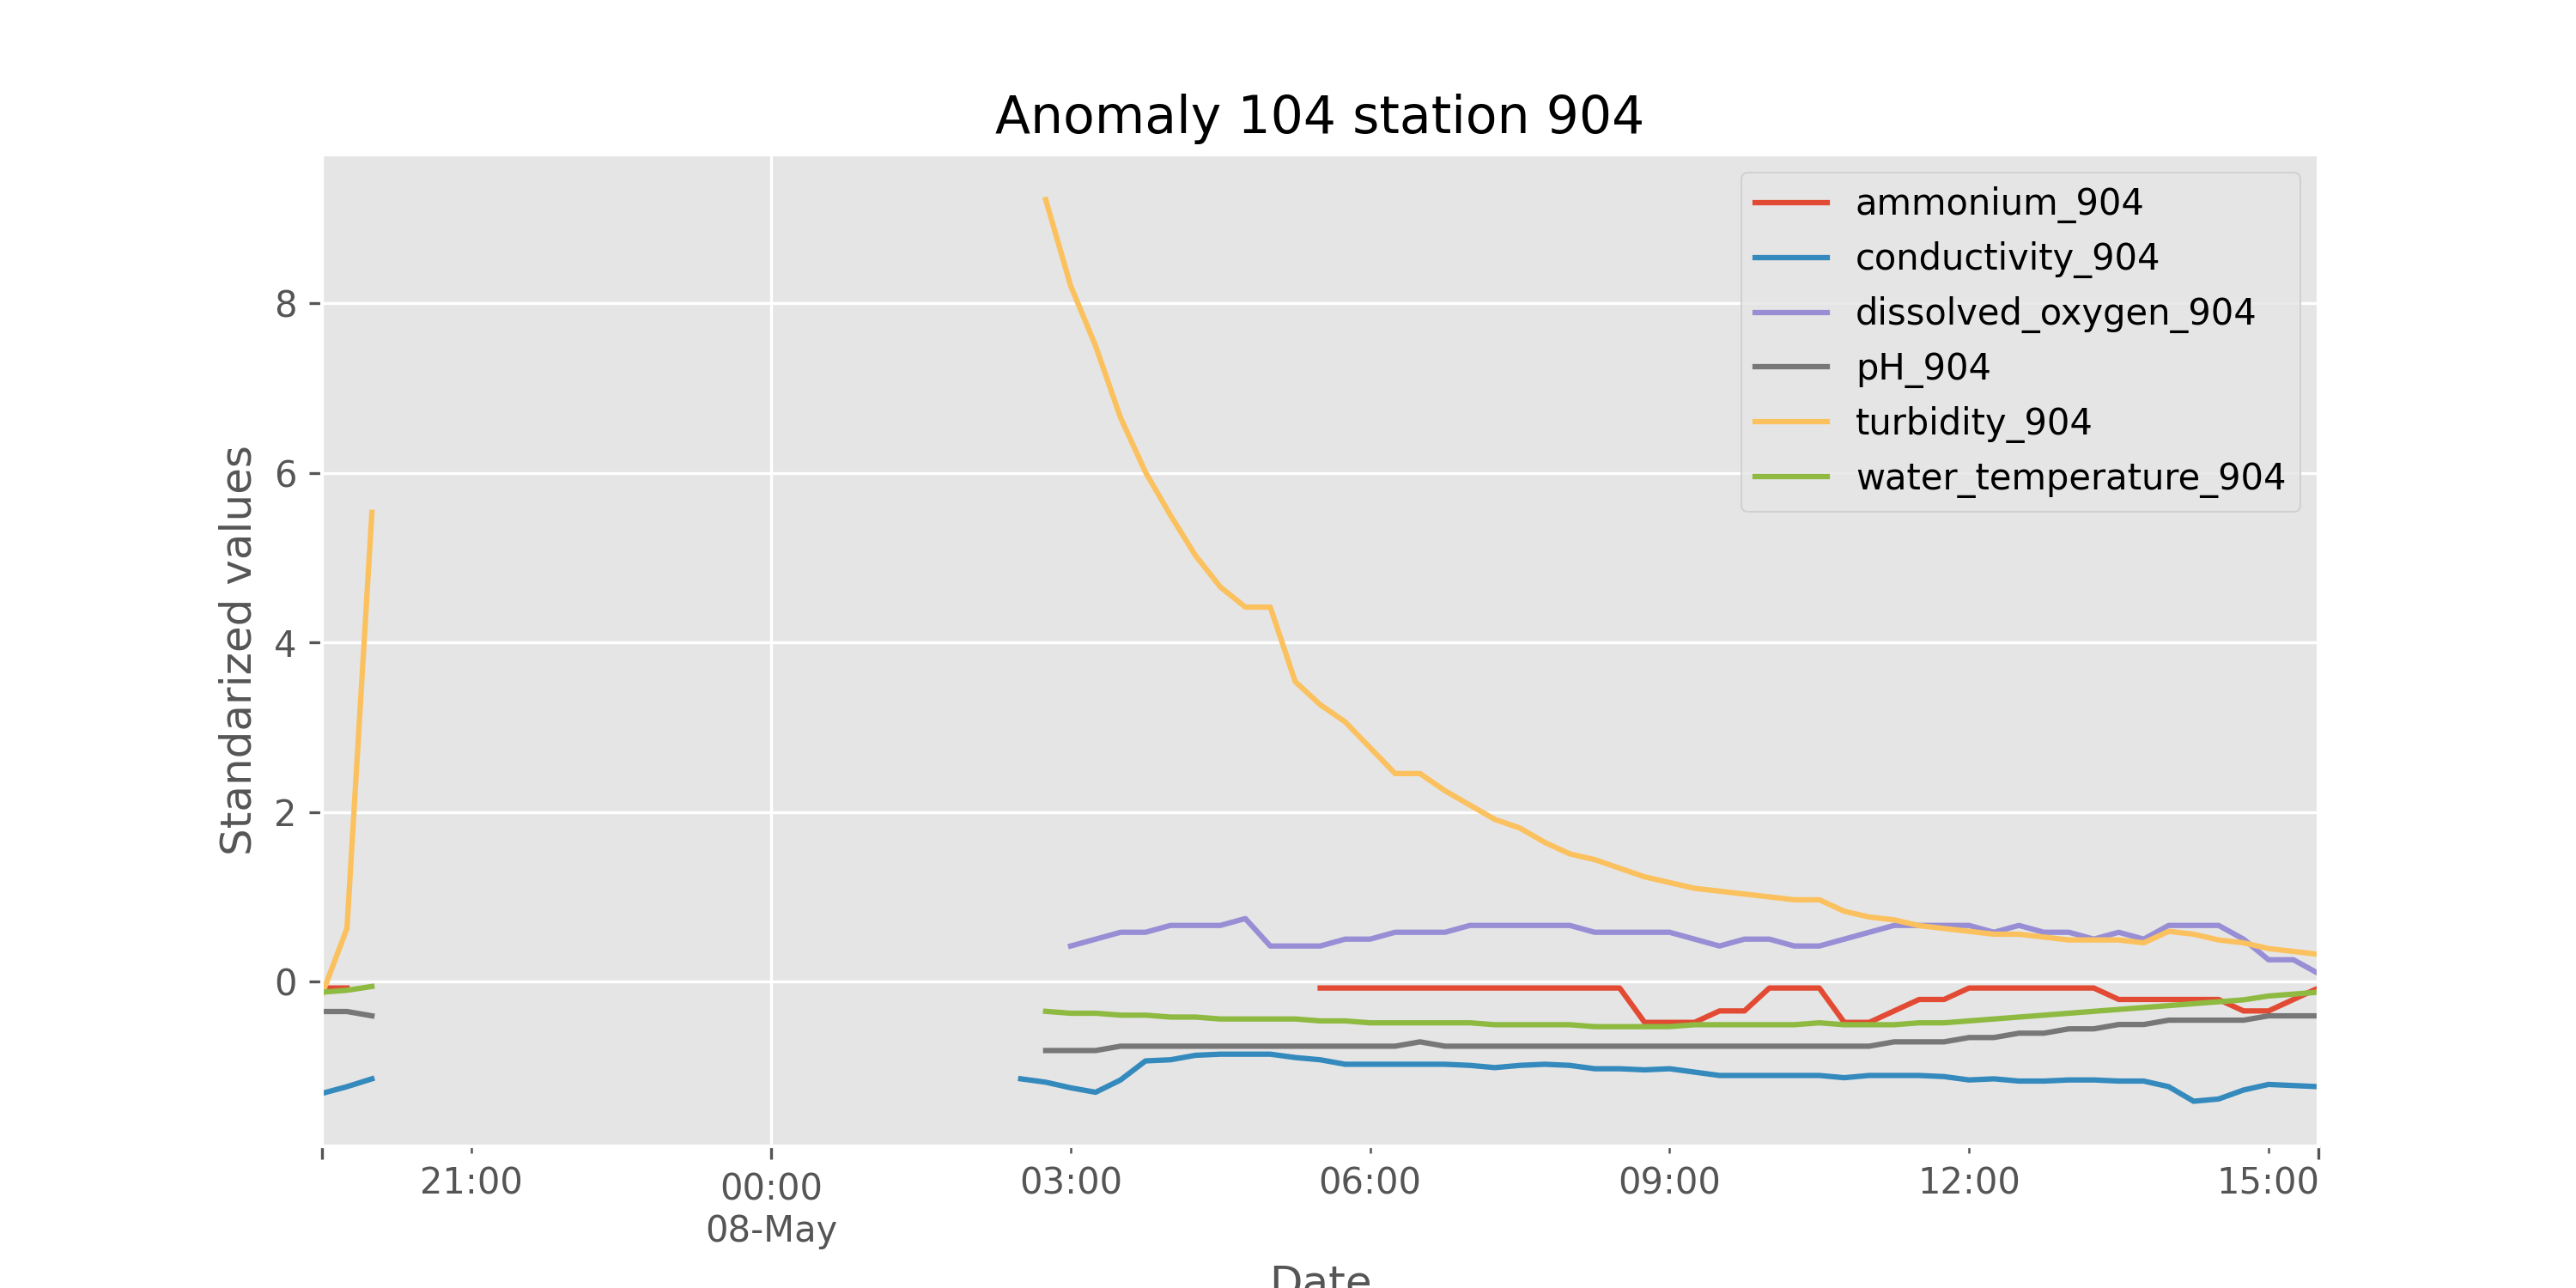 Anomaly 104 station 904
ammonium_904
conductivity_904
dissolved_oxygen_904
pH_904
turbidity_904
water_temperature_904
Standarized values
8
6
4
2
0
21:00
00:00
08-May
03:00
06:00
09:00
12:00
15:00
Date